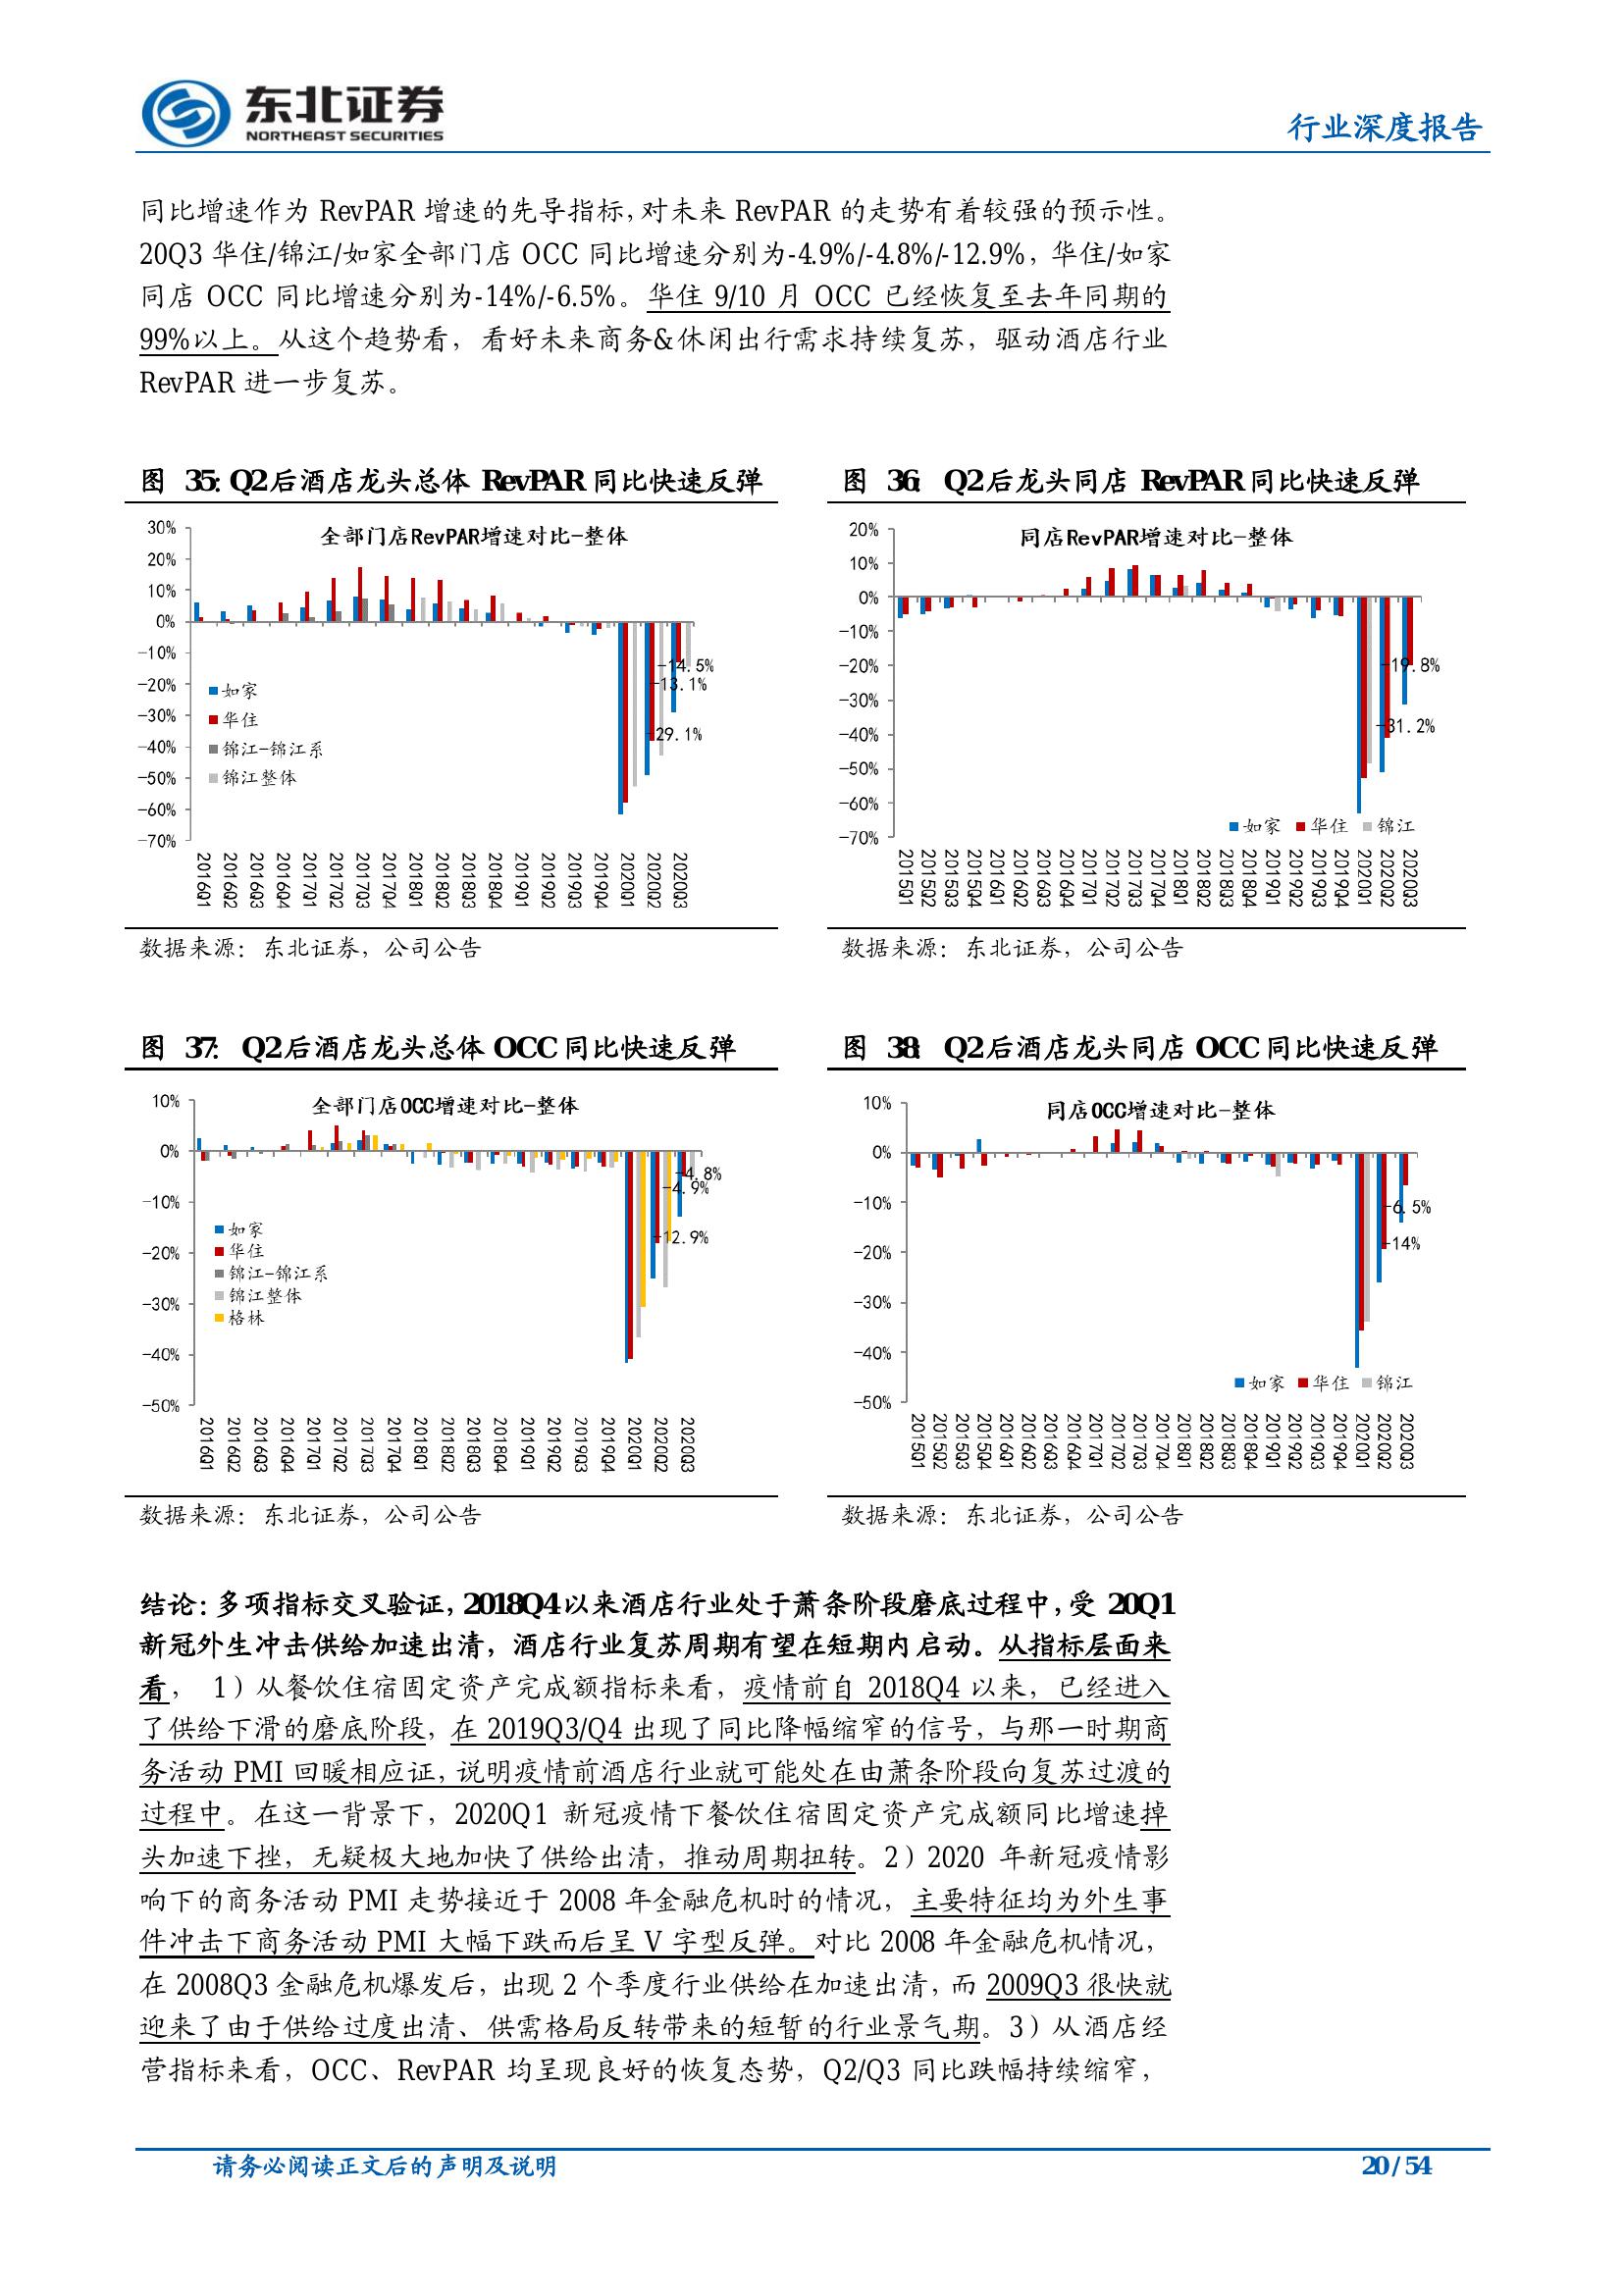 东北证券
NORTHEAST SECURITIES
行业深度报告
同比增速作为 RevPAR 增速的先导指标，对未来 RevPAR 的走势有着较强的预示性。
20Q3 华住/锦江/如家全部门店 OCC 同比增速分别为-4.9%/-4.8%/-12.9%，华住/如家
同店 OCC 同比增速分别为-14%/-6.5%。华住 9/10 月 OCC 已经恢复至去年同期的
99%以上。从这个趋势看，看好未来商务&休闲出行需求持续复苏，驱动酒店行业
RevPAR 进一步复苏。
图 35：Q2 后酒店龙头总体 RevPAR 同比快速反弹
全部门店RevPAR增速对比-整体
30%
20%
10%
0%
-10%
-20%
-30%
-40%
-50%
-60%
-70%
-14.5%
-13.1%
-29.1%
如家
华住
锦江-锦江系
锦江整体
2016Q1
2016Q2
2016Q3
2016Q4
2017Q1
2017Q2
2017Q3
2017Q4
2018Q1
2018Q2
2018Q3
2018Q4
2019Q1
2019Q2
2019Q3
2019Q4
2020Q1
2020Q2
2020Q3
数据来源：东北证券，公司公告
图 36： Q2 后龙头同店 RevPAR 同比快速反弹
同店RevPAR增速对比-整体
20%
10%
0%
-10%
-20%
-30%
-40%
-50%
-60%
-70%
-19.8%
-31.2%
如家 华住 锦江
2015Q1
2015Q2
2015Q3
2015Q4
2016Q1
2016Q2
2016Q3
2016Q4
2017Q1
2017Q2
2017Q3
2017Q4
2018Q1
2018Q2
2018Q3
2018Q4
2019Q1
2019Q2
2019Q3
2019Q4
2020Q1
2020Q2
2020Q3
数据来源：东北证券，公司公告
图 37： Q2 后酒店龙头总体 OCC 同比快速反弹
全部门店OCC增速对比-整体
10%
0%
-10%
-20%
-30%
-40%
-50%
-4.8%
-4.9%
-12.9%
如家
华住
锦江-锦江系
锦江整体
格林
2016Q1
2016Q2
2016Q3
2016Q4
2017Q1
2017Q2
2017Q3
2017Q4
2018Q1
2018Q2
2018Q3
2018Q4
2019Q1
2019Q2
2019Q3
2019Q4
2020Q1
2020Q2
2020Q3
数据来源：东北证券，公司公告
图 38： Q2 后酒店龙头同店 OCC 同比快速反弹
同店OCC增速对比-整体
10%
0%
-10%
-20%
-30%
-40%
-50%
-6.5%
-14%
如家 华住 锦江
2015Q1
2015Q2
2015Q3
2015Q4
2016Q1
2016Q2
2016Q3
2016Q4
2017Q1
2017Q2
2017Q3
2017Q4
2018Q1
2018Q2
2018Q3
2018Q4
2019Q1
2019Q2
2019Q3
2019Q4
2020Q1
2020Q2
2020Q3
数据来源：东北证券，公司公告
结论：多项指标交叉验证，2018Q4 以来酒店行业处于萧条阶段磨底过程中，受 20Q1
新冠外生冲击供给加速出清，酒店行业复苏周期有望在短期内启动。从指标层面来
看， 1）从餐饮住宿固定资产完成额指标来看，疫情前自 2018Q4 以来，已经进入
了供给下滑的磨底阶段，在 2019Q3/Q4 出现了同比降幅缩窄的信号，与那一时期商
务活动 PMI 回暖相应证，说明疫情前酒店行业就可能处在由萧条阶段向复苏过渡的
过程中。在这一背景下，2020Q1 新冠疫情下餐饮住宿固定资产完成额同比增速掉
头加速下挫，无疑极大地加快了供给出清，推动周期扭转。2）2020 年新冠疫情影
响下的商务活动 PMI 走势接近于 2008 年金融危机时的情况，主要特征均为外生事
件冲击下商务活动 PMI 大幅下跌而后呈 V 字型反弹。对比 2008 年金融危机情况，
在 2008Q3 金融危机爆发后，出现 2 个季度行业供给在加速出清，而 2009Q3 很快就
迎来了由于供给过度出清、供需格局反转带来的短暂的行业景气期。3）从酒店经
营指标来看，OCC、RevPAR 均呈现良好的恢复态势，Q2/Q3 同比跌幅持续缩窄，
请务必阅读正文后的声明及说明
20 / 54